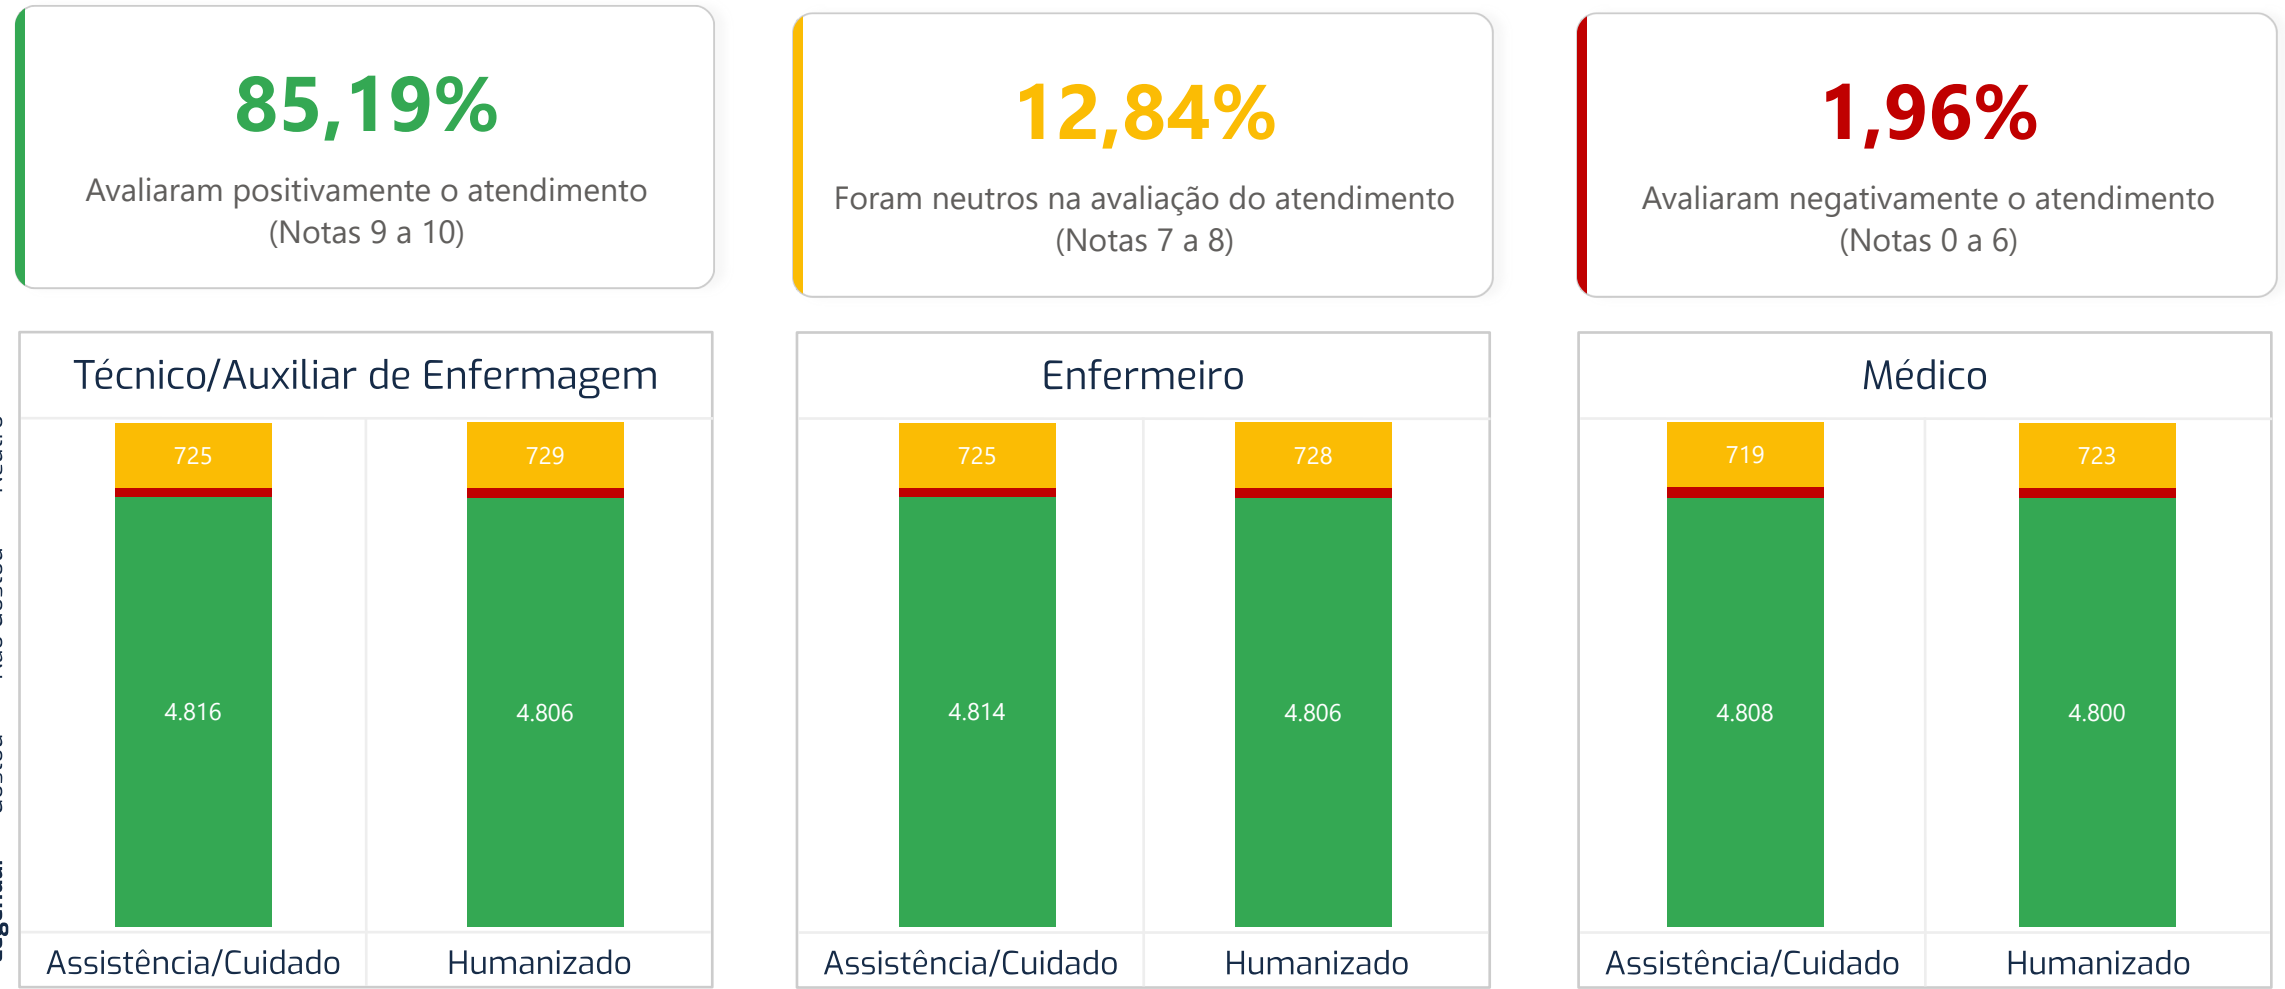 85,19%
Avaliaram positivamente o atendimento
(Notas 9 a 10)
12,84%
Foram neutros na avaliação do atendimento
(Notas 7 a 8)
1,96%
Avaliaram negativamente o atendimento
(Notas 0 a 6)
Técnico/Auxiliar de Enfermagem
725
729
4.816
4.806
Assistência/Cuidado
Humanizado
Enfermeiro
725
728
4.814
4.806
Assistência/Cuidado
Humanizado
Médico
719
723
4.808
4.800
Assistência/Cuidado
Humanizado